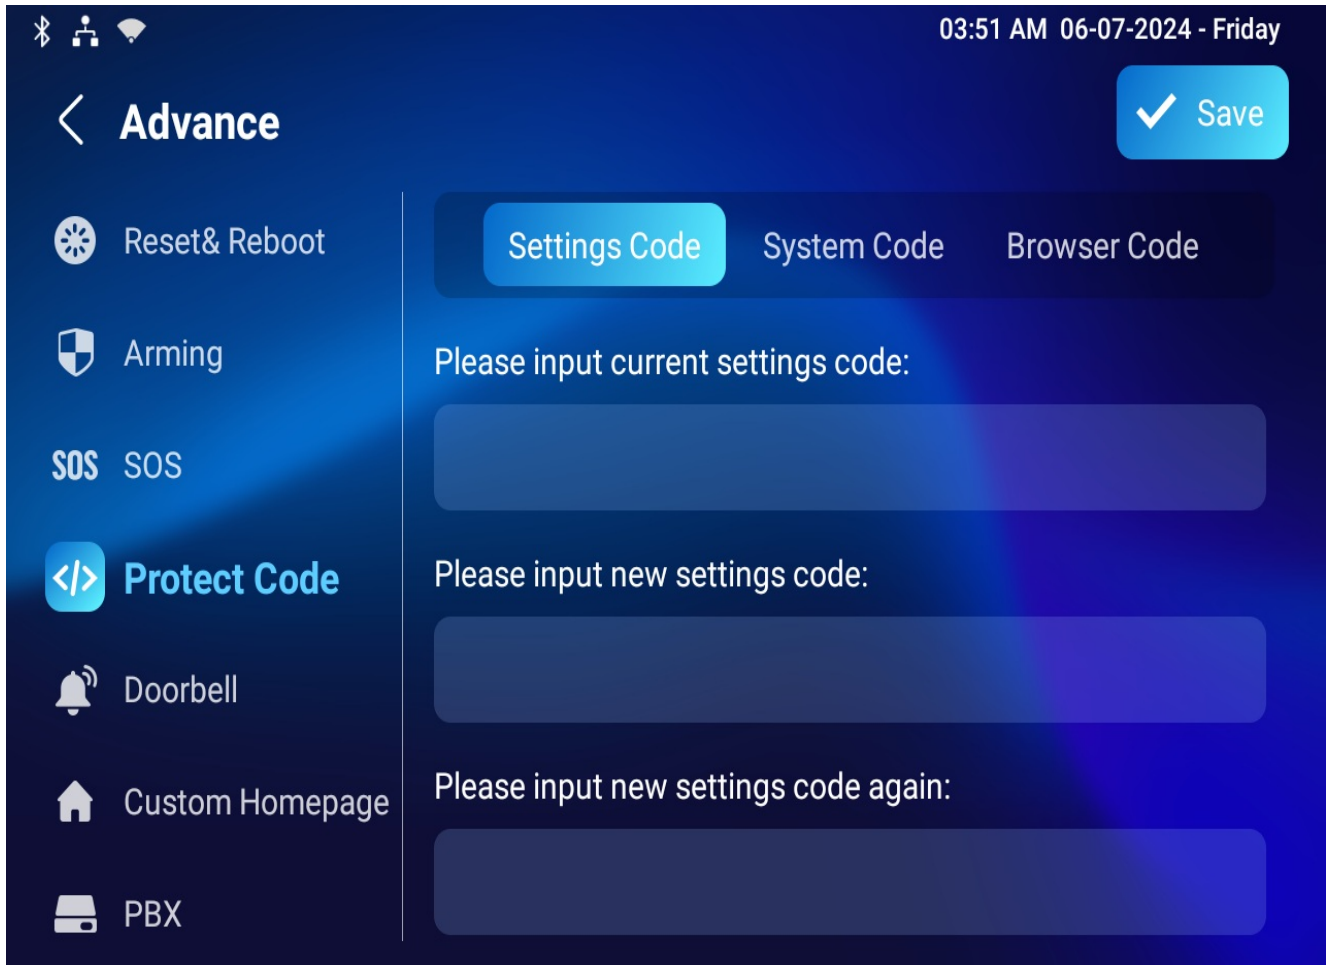 03:51 AM 06-07-2024 - Friday
Advance
Save
Reset& Reboot
Arming
SOS SOS
Protect Code
Doorbell
Custom Homepage
PBX
Settings Code System Code Browser Code
Please input current settings code:
Please input new settings code:
Please input new settings code again: